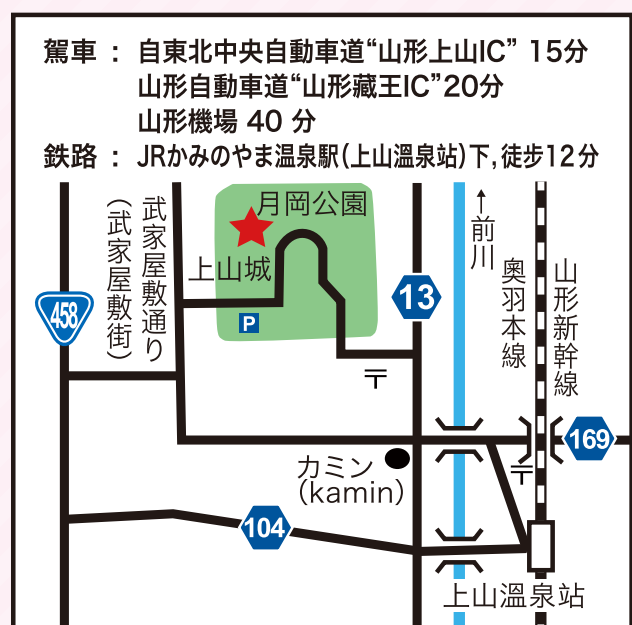 駕車 : 自東北中央自動車道“山形上山IC” 15分
山形自動車道“山形藏王IC”20分
山形機場 40 分
鉄路 : JRかみのやま温泉駅(上山溫泉站)下,徒步12分
武家屋敷通り
(武家屋敷街)
月岡公園
上山城
P
458
13
↑前川
奧羽本線
山形新幹線
〒
169
カミン
(kamin)
〒
104
上山溫泉站